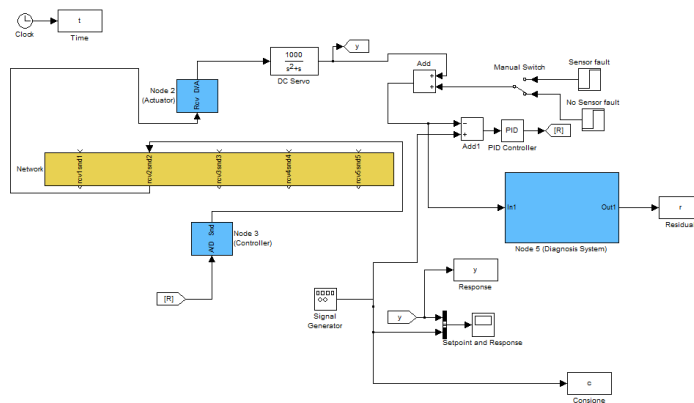 Clock
t
Time
Node 2
(Actuator)
Rcv D/A
1000
s²+s
DC Servo
y
Add
+
+
Manual Switch
Sensor fault
No Sensor fault
−
+
Add1
PID
PID Controller
[R]
Network
rcv1snd1
rcv2snd2
rcv3snd3
rcv4snd4
rcv5snd5
In1
Out1
Node 5 (Diagnosis System)
r
Residual
A/D Snd
Node 3
(Controller)
[R]
Signal
Generator
y
Response
y
Setpoint and Response
c
Consigne